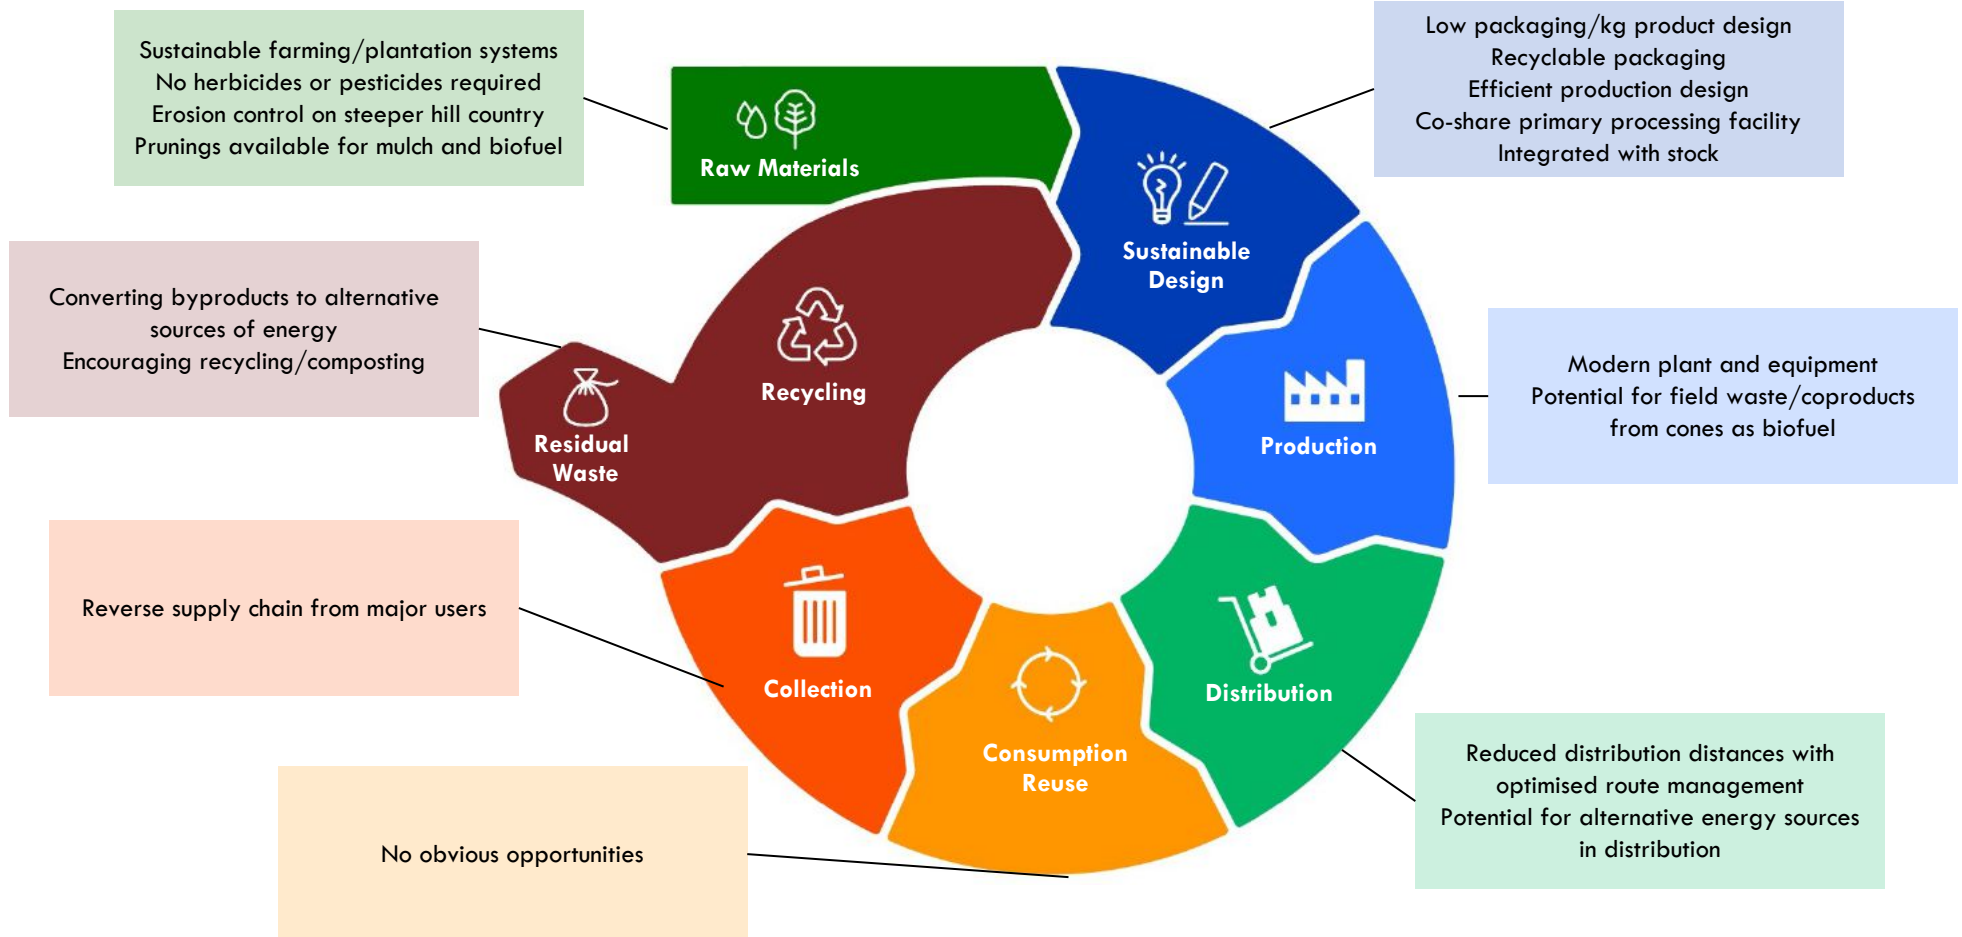 Sustainable farming/plantation systems
No herbicides or pesticides required
Erosion control on steeper hill country
Prunings available for mulch and biofuel
Raw Materials
Low packaging/kg product design
Recyclable packaging
Efficient production design
Co-share primary processing facility
Integrated with stock
Sustainable
Design
Modern plant and equipment
Potential for field waste/coproducts
from cones as biofuel
Production
Reduced distribution distances with
optimised route management
Potential for alternative energy sources
in distribution
Distribution
No obvious opportunities
Consumption
Reuse
Reverse supply chain from major users
Collection
Converting byproducts to alternative
sources of energy
Encouraging recycling/composting
Recycling
Residual
Waste